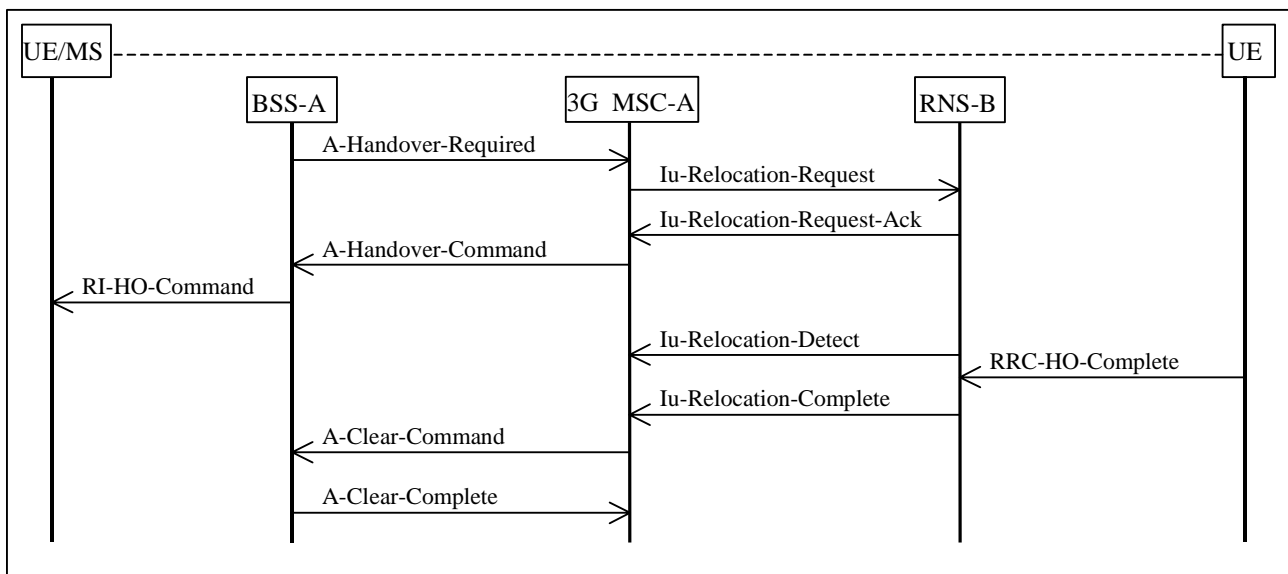 UE/MS
UE
BSS-A
3G MSC-A
RNS-B
A-Handover-Required
Iu-Relocation-Request
Iu-Relocation-Request-Ack
A-Handover-Command
RI-HO-Command
Iu-Relocation-Detect
RRC-HO-Complete
Iu-Relocation-Complete
A-Clear-Command
A-Clear-Complete